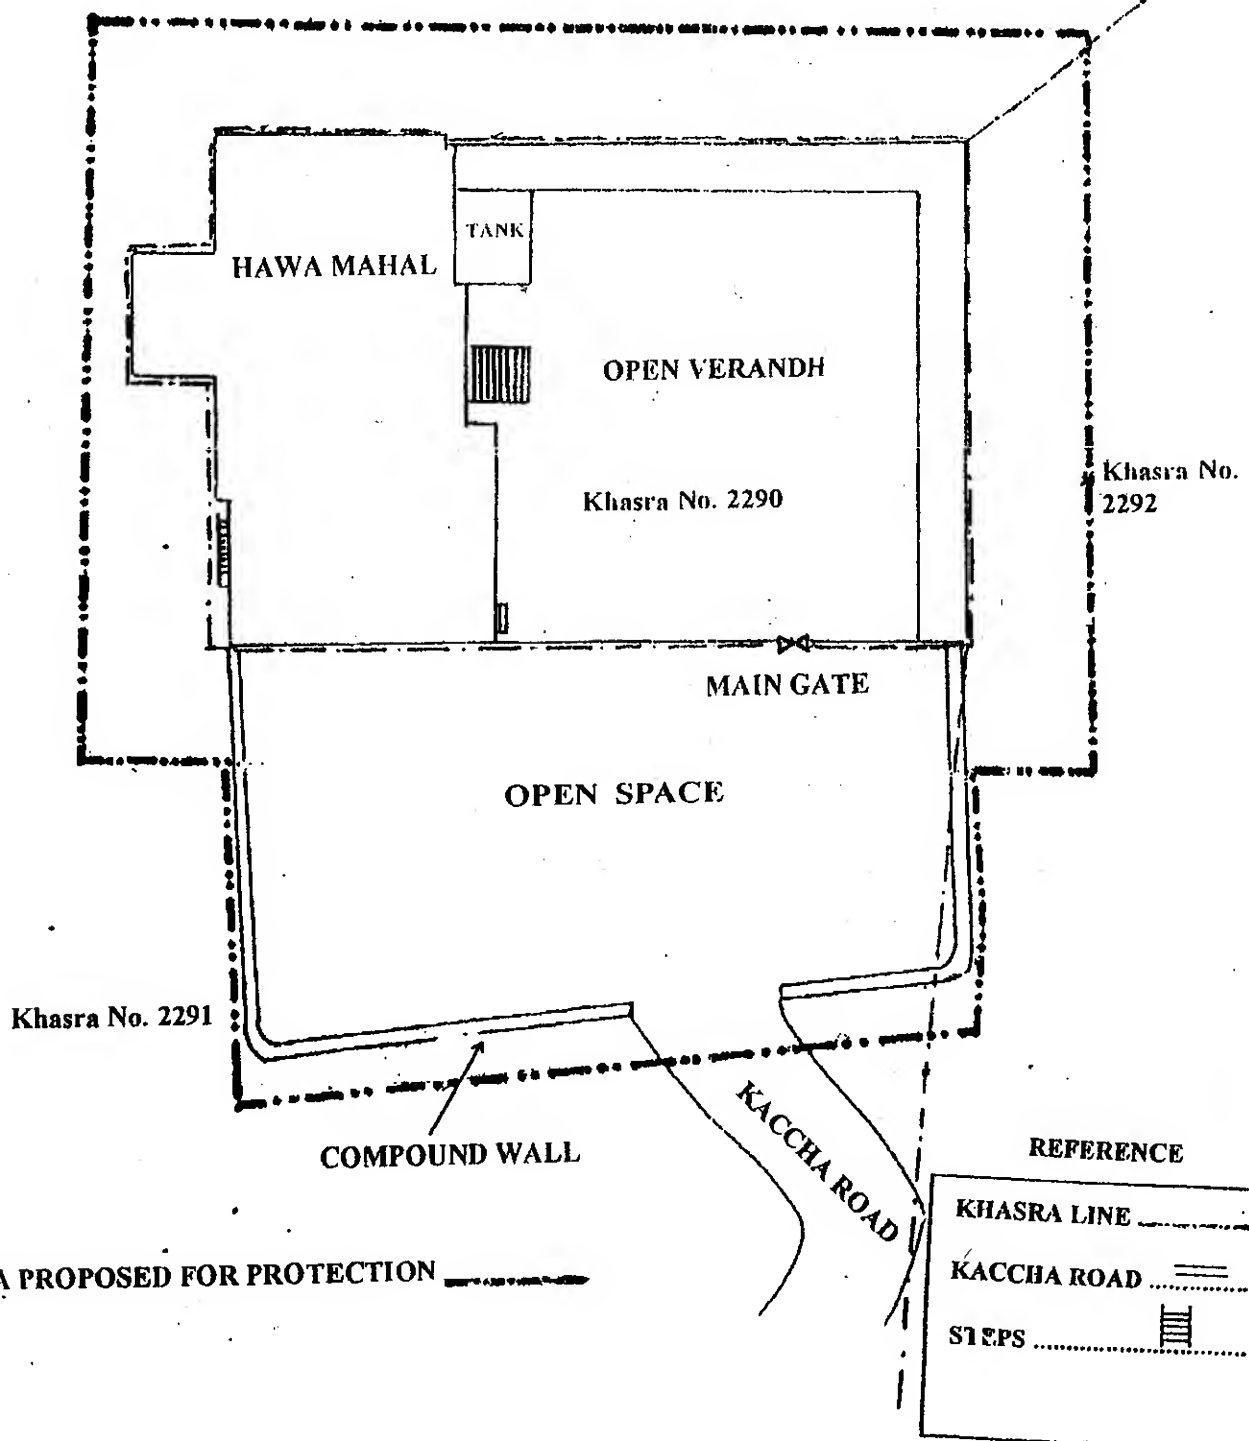 TANK
HAWA MAHAL
OPEN VERANDH
Khasra No.
2292
Khasra No. 2290
MAIN GATE
OPEN SPACE
Khasra No. 2291
COMPOUND WALL
KACCHA ROAD
REFERENCE
KHASRA LINE
KACCHA ROAD
STEPS
A PROPOSED FOR PROTECTION